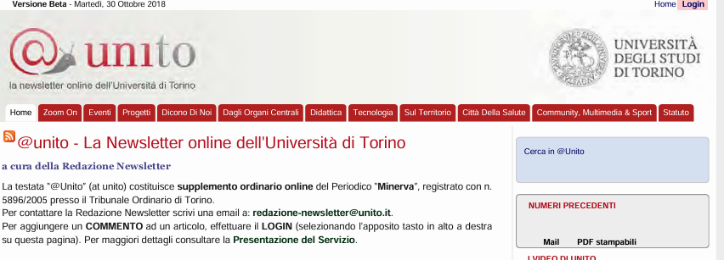 Versione Beta - Martedì, 30 Ottobre 2018
Home Login
@unito
la newsletter online dell'Università di Torino
UNIVERSITÀ
DEGLI STUDI
DI TORINO
Home Zoom On Eventi Progetti Dicono Di Noi Dagli Organi Centrali Didattica Tecnologia Sul Territorio Città Della Salute Community, Multimedia & Sport Statuto
@unito - La Newsletter online dell'Università di Torino
a cura della Redazione Newsletter
La testata "@Unito" (at unito) costituisce supplemento ordinario online del Periodico "Minerva", registrato con n.
5896/2005 presso il Tribunale Ordinario di Torino.
Per contattare la Redazione Newsletter scrivi una email a: redazione-newsletter@unito.it.
Per aggiungere un COMMENTO ad un articolo, effettuare il LOGIN (selezionando l'apposito tasto in alto a destra
su questa pagina). Per maggiori dettagli consultare la Presentazione del Servizio.
Cerca in @Unito
NUMERI PRECEDENTI
Mail PDF stampabili
I VIDEO DI UNITO